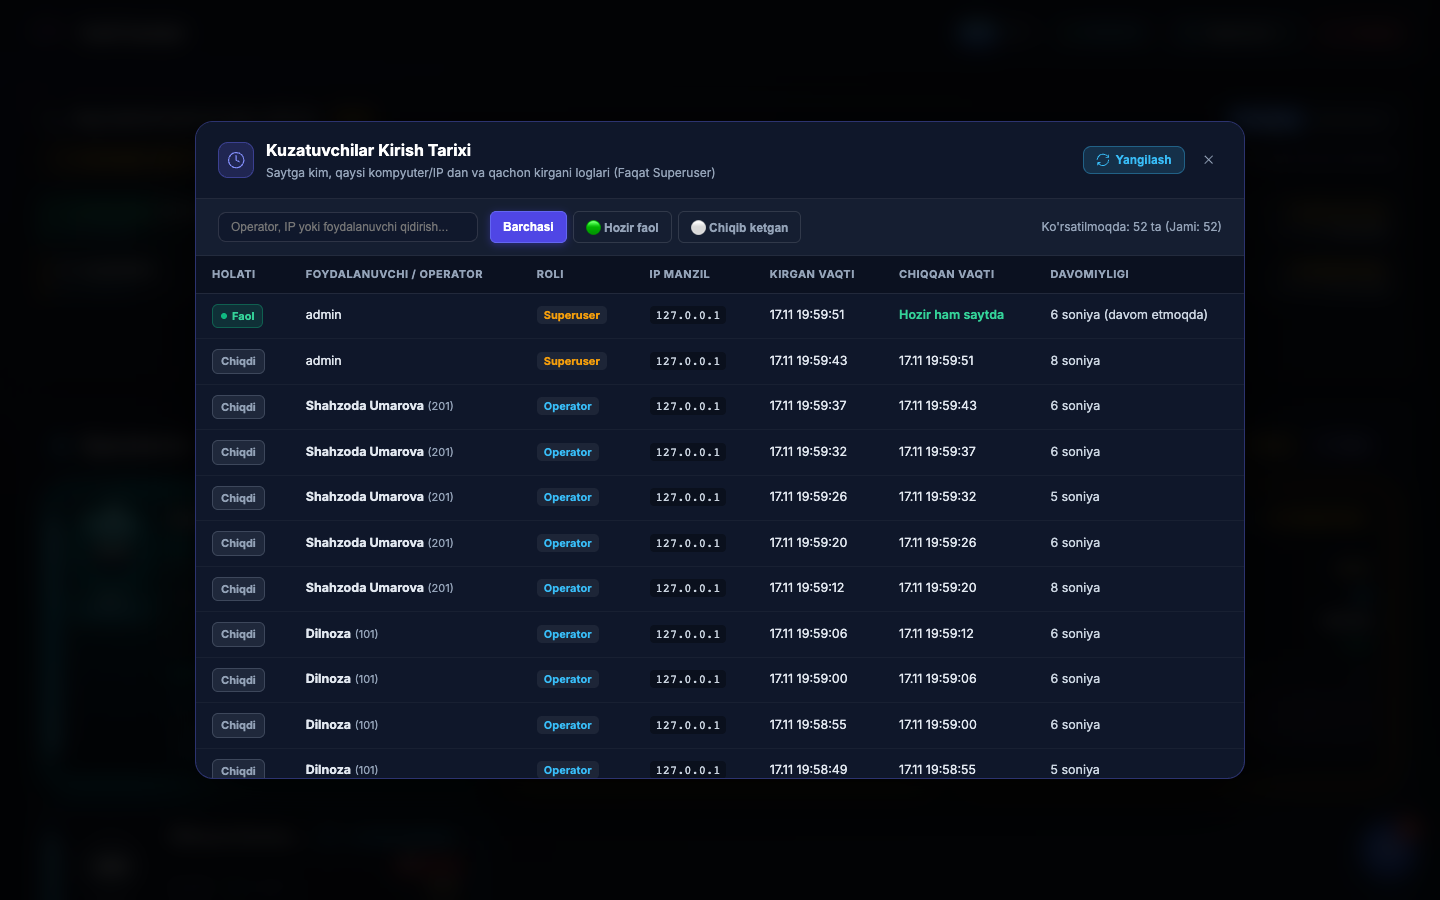 Kuzatuvchilar Kirish Tarixi
Saytga kim, qaysi kompyuter/IP dan va qachon kirgani loglari (Faqat Superuser)
Yangilash
Operator, IP yoki foydalanuvchi qidirish...
Barchasi
Hozir faol
Chiqib ketgan
Ko'rsatilmoqda: 52 ta (Jami: 52)
HOLATI FOYDALANUVCHI / OPERATOR ROLI IP MANZIL KIRGAN VAQTI CHIQQAN VAQTI DAVOMIYLIGI
Faol admin Superuser 127.0.0.1 17.11 19:59:51 Hozir ham saytda 6 soniya (davom etmoqda)
Chiqdi admin Superuser 127.0.0.1 17.11 19:59:43 17.11 19:59:51 8 soniya
Chiqdi Shahzoda Umarova (201) Operator 127.0.0.1 17.11 19:59:37 17.11 19:59:43 6 soniya
Chiqdi Shahzoda Umarova (201) Operator 127.0.0.1 17.11 19:59:32 17.11 19:59:37 6 soniya
Chiqdi Shahzoda Umarova (201) Operator 127.0.0.1 17.11 19:59:26 17.11 19:59:32 5 soniya
Chiqdi Shahzoda Umarova (201) Operator 127.0.0.1 17.11 19:59:20 17.11 19:59:26 6 soniya
Chiqdi Shahzoda Umarova (201) Operator 127.0.0.1 17.11 19:59:12 17.11 19:59:20 8 soniya
Chiqdi Dilnoza (101) Operator 127.0.0.1 17.11 19:59:06 17.11 19:59:12 6 soniya
Chiqdi Dilnoza (101) Operator 127.0.0.1 17.11 19:59:00 17.11 19:59:06 6 soniya
Chiqdi Dilnoza (101) Operator 127.0.0.1 17.11 19:58:55 17.11 19:59:00 6 soniya
Chiqdi Dilnoza (101) Operator 127.0.0.1 17.11 19:58:49 17.11 19:58:55 5 soniya